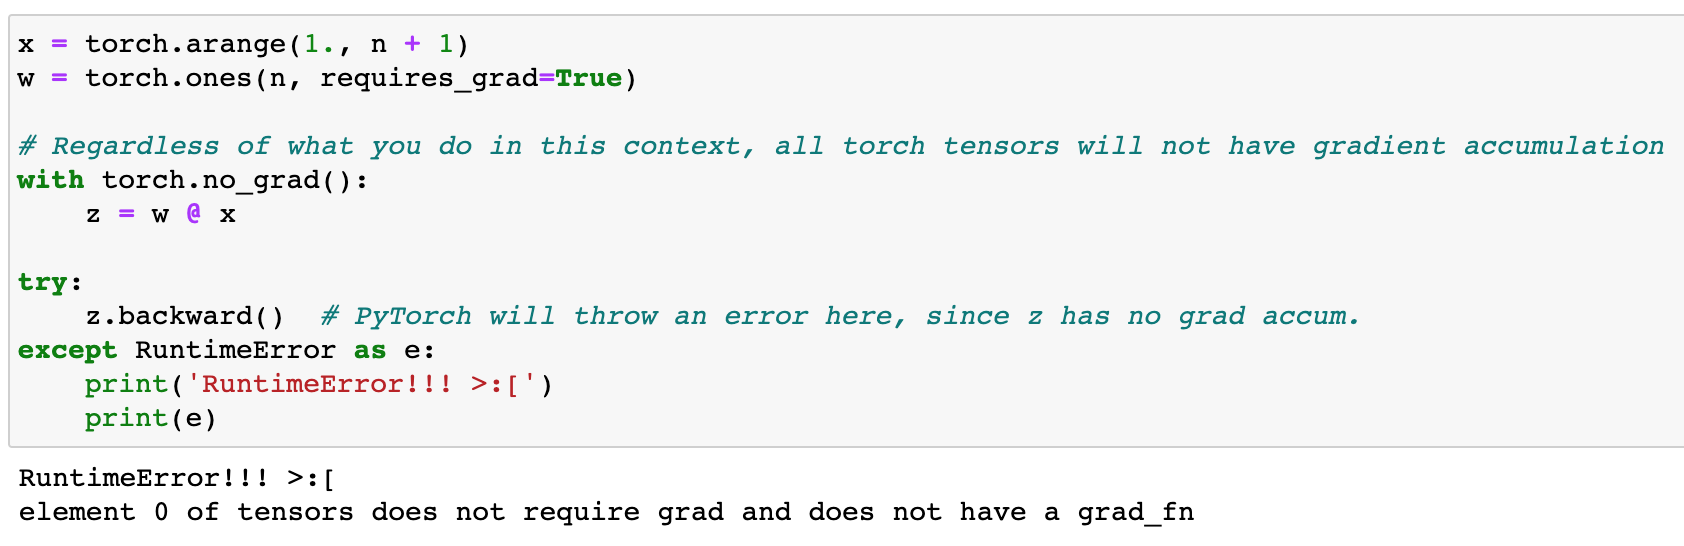 x = torch.arange(1., n + 1)
w = torch.ones(n, requires_grad=True)
# Regardless of what you do in this context, all torch tensors will not have gradient accumulation
with torch.no_grad():
    z = w @ x
try:
    z.backward()  # PyTorch will throw an error here, since z has no grad accum.
except RuntimeError as e:
    print('RuntimeError!!! >:[')
    print(e)
RuntimeError!!! >:[
element 0 of tensors does not require grad and does not have a grad_fn